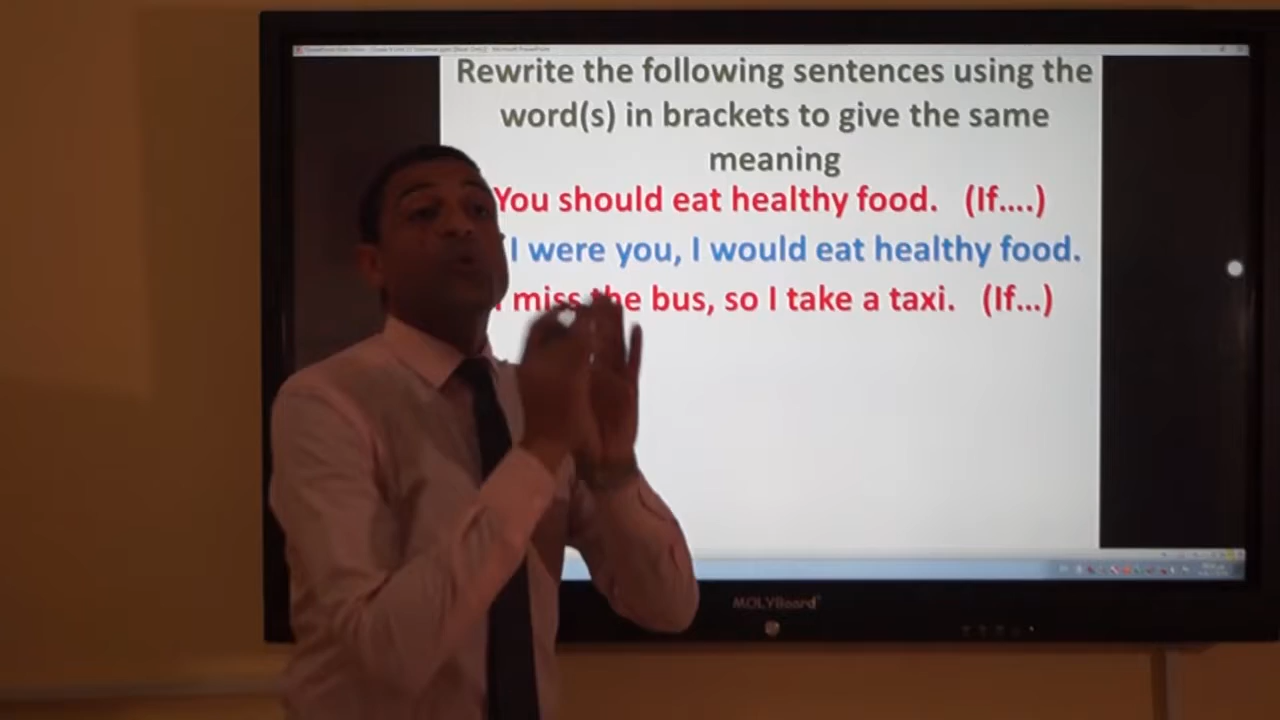 Rewrite the following sentences using the
word(s) in brackets to give the same
meaning
You should eat healthy food. (If....)
I were you, I would eat healthy food.
I miss the bus, so I take a taxi. (If...)
MOLYBoard